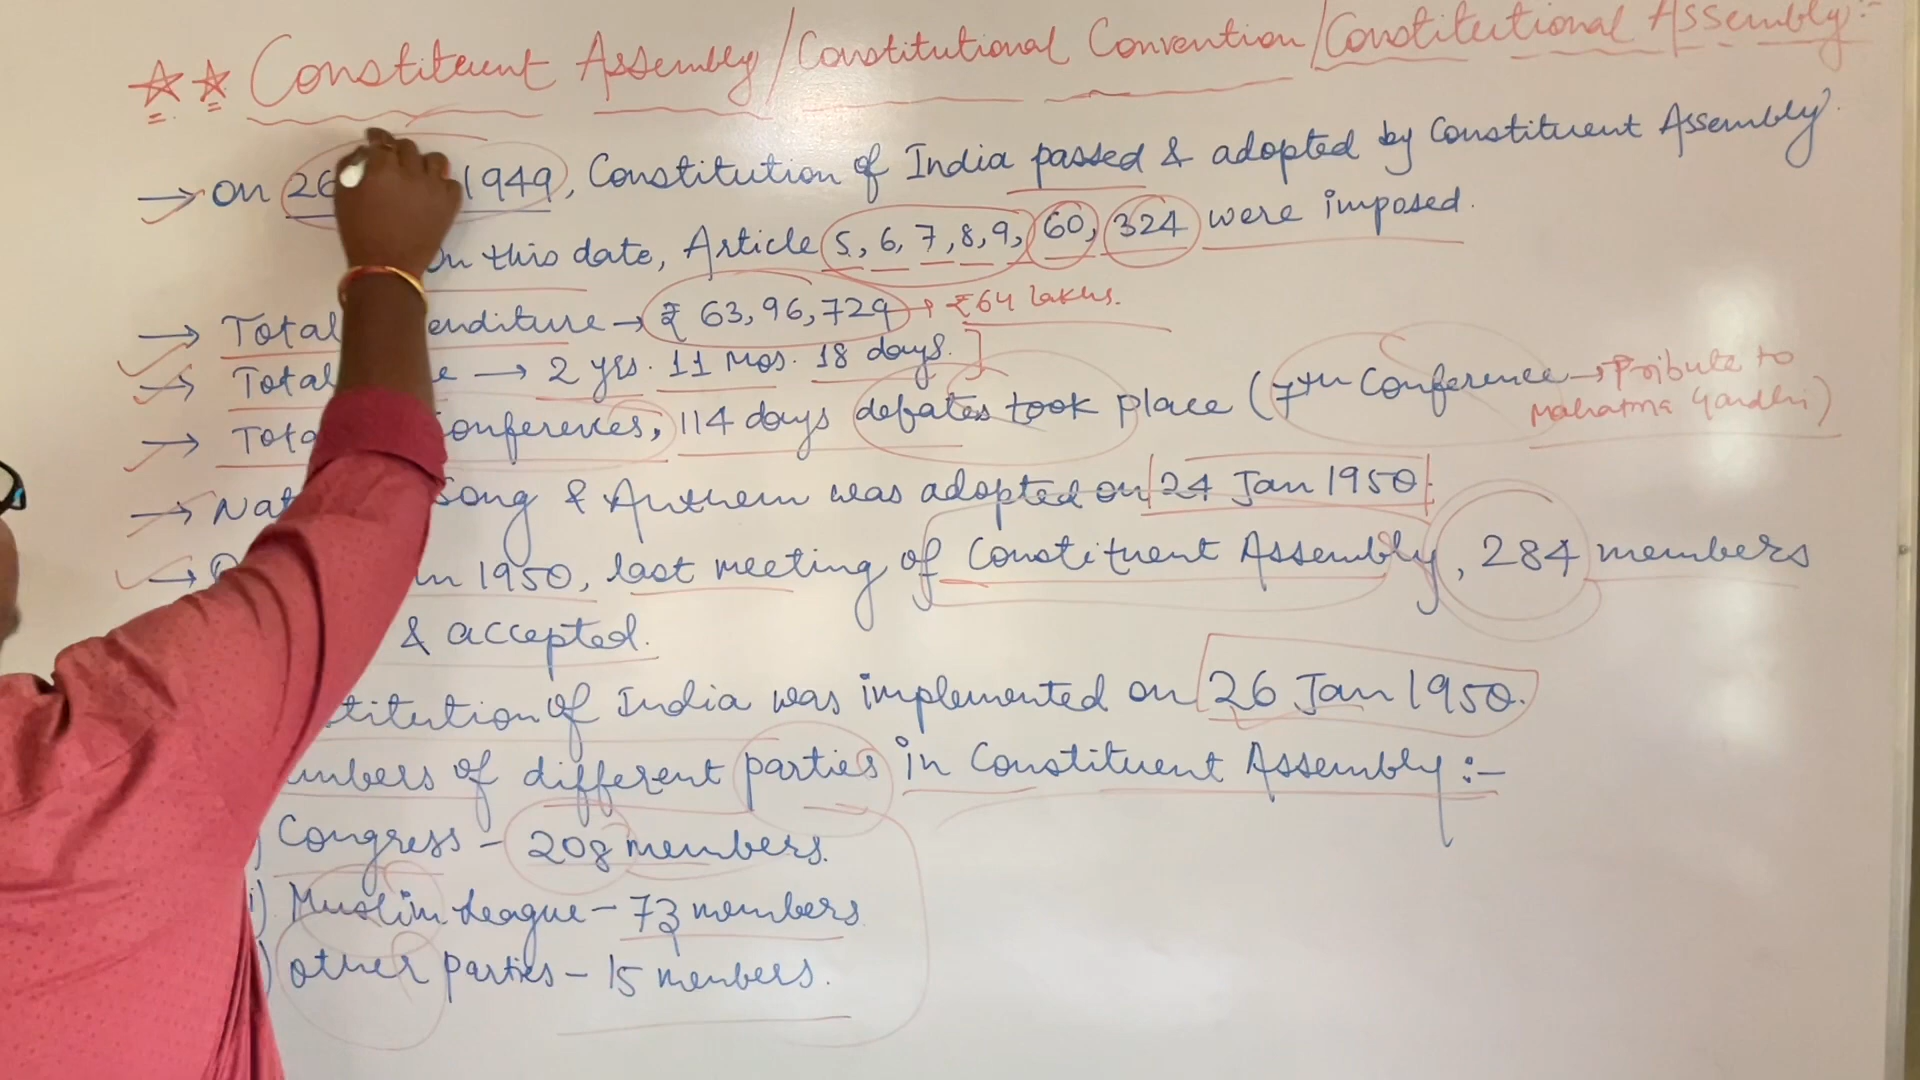 Constituent Assembly/Constitutional Convention/Constitutional Assembly:-
→ On 26 1949, Constitution of India passed & adopted by Constituent Assembly.
On this date, Article 5, 6, 7, 8, 9, 60, 324 were imposed.
→ Total enditure → ₹ 63,96,729 → ₹64 lakhs.
→ Total e → 2 yrs. 11 Mos. 18 days.
→ Tota onferences, 114 days debates took place (7th Conference → Tribute to Mahatma Gandhi)
→ Nat Song & Anthem was adopted on 24 Jan 1950.
→ O n 1950, last meeting of Constituent Assembly, 284 members
& accepted.
titution of India was implemented on 26 Jan 1950.
mbers of different parties in Constituent Assembly :-
) Congress - 208 members.
i) Muslim League - 73 members
) Other parties - 15 members.